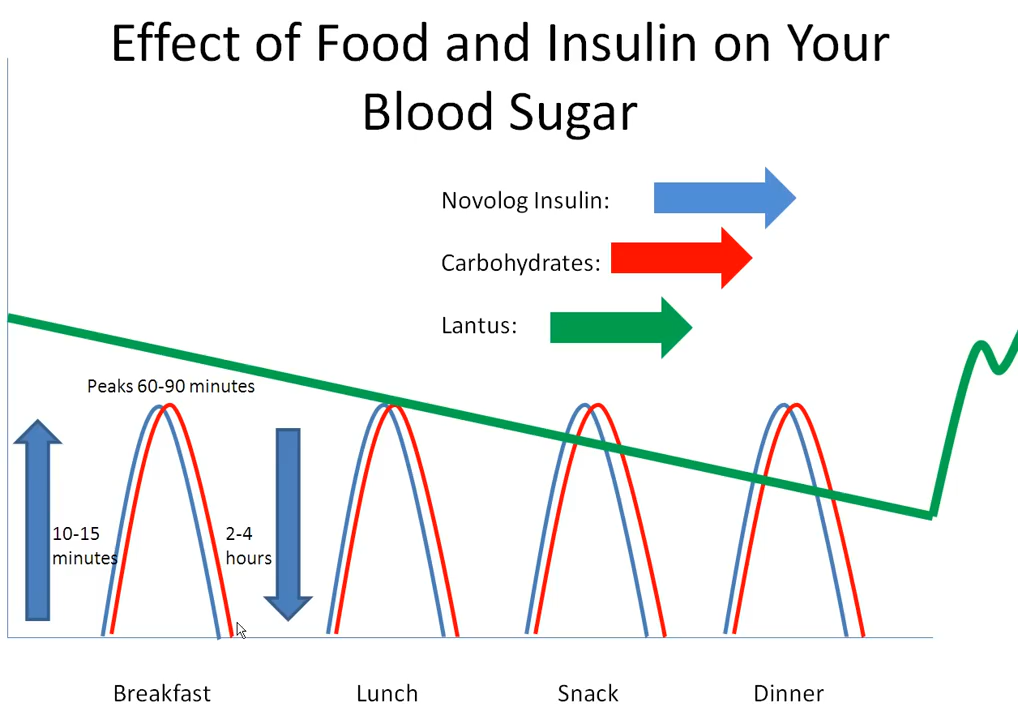 Effect of Food and Insulin on Your
Blood Sugar
Novolog Insulin:
Carbohydrates:
Lantus:
Peaks 60-90 minutes
10-15
minutes
2-4
hours
Breakfast
Lunch
Snack
Dinner